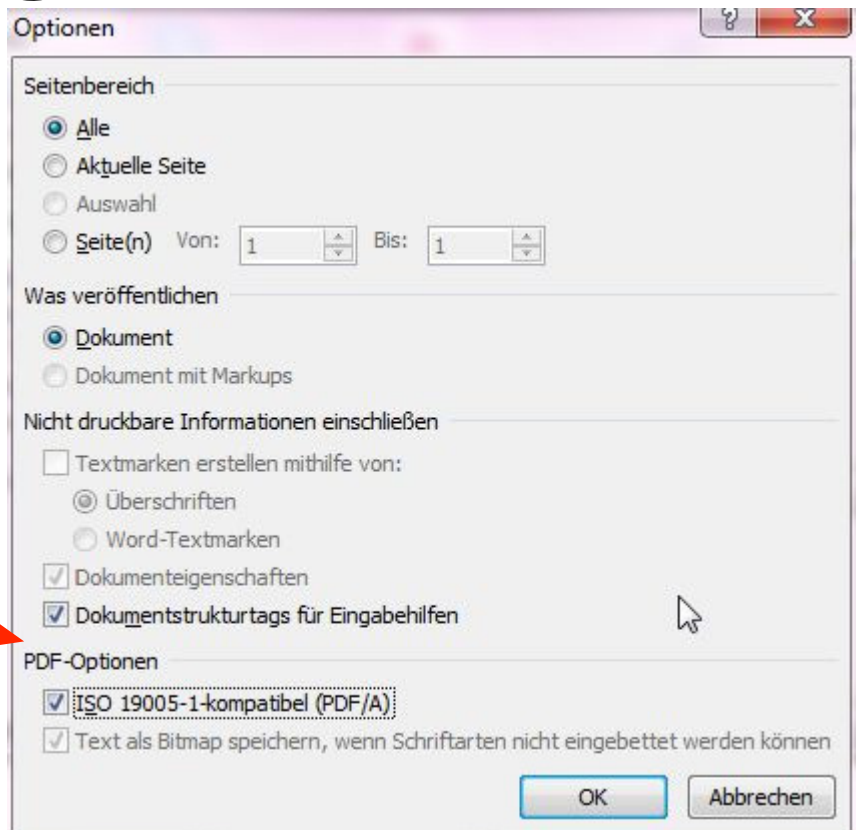 Optionen
Seitenbereich
Alle
Aktuelle Seite
Auswahl
Seite(n) Von: 1 Bis: 1
Was veröffentlichen
Dokument
Dokument mit Markups
Nicht druckbare Informationen einschließen
Textmarken erstellen mithilfe von:
Überschriften
Word-Textmarken
Dokumenteigenschaften
Dokumentstrukturtags für Eingabehilfen
PDF-Optionen
ISO 19005-1-kompatibel (PDF/A)
Text als Bitmap speichern, wenn Schriftarten nicht eingebettet werden können
OK Abbrechen